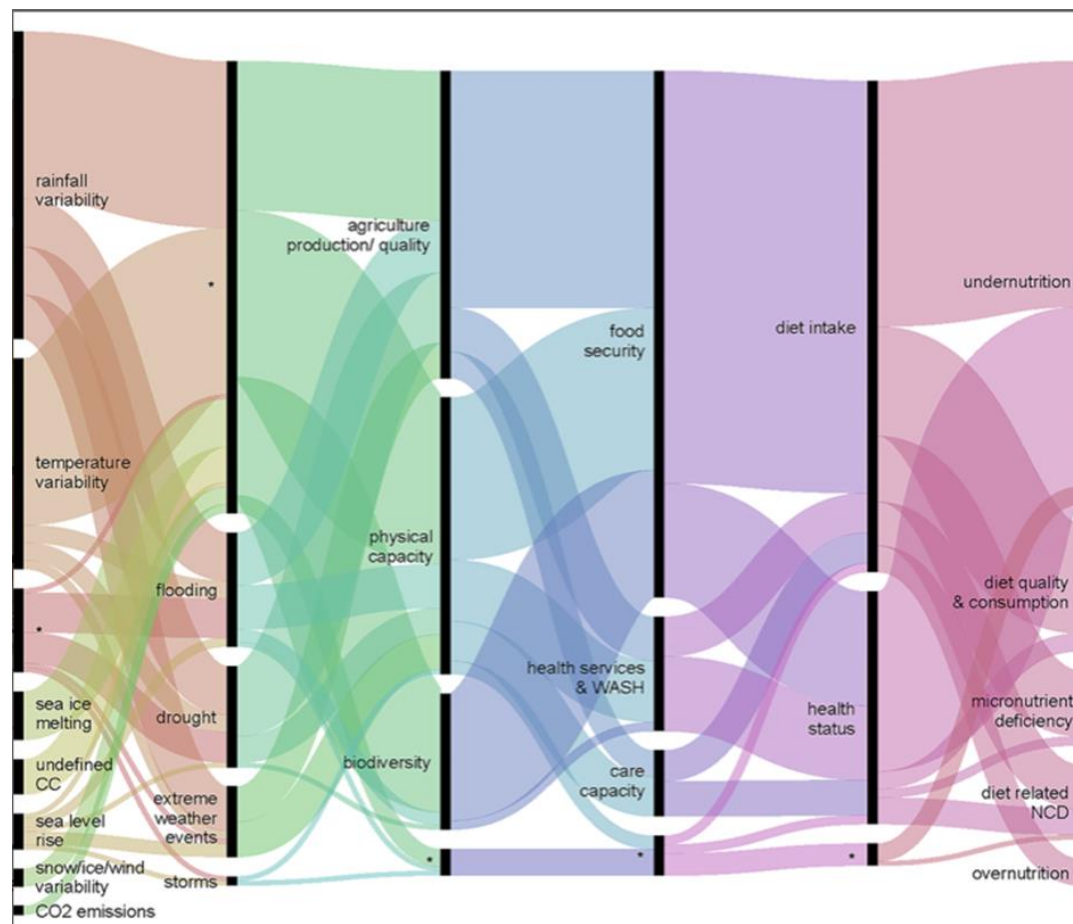 rainfall
variability
*
temperature
variability
*
sea ice
melting
undefined
CC
sea level
rise
snow/ice/wind
variability
CO2 emissions
flooding
drought
extreme
weather
events
storms
agriculture
production/ quality
physical
capacity
biodiversity
*
food
security
health services
& WASH
care
capacity
*
diet intake
health
status
*
undernutrition
diet quality
& consumption
micronutrient
deficiency
diet related
NCD
overnutrition